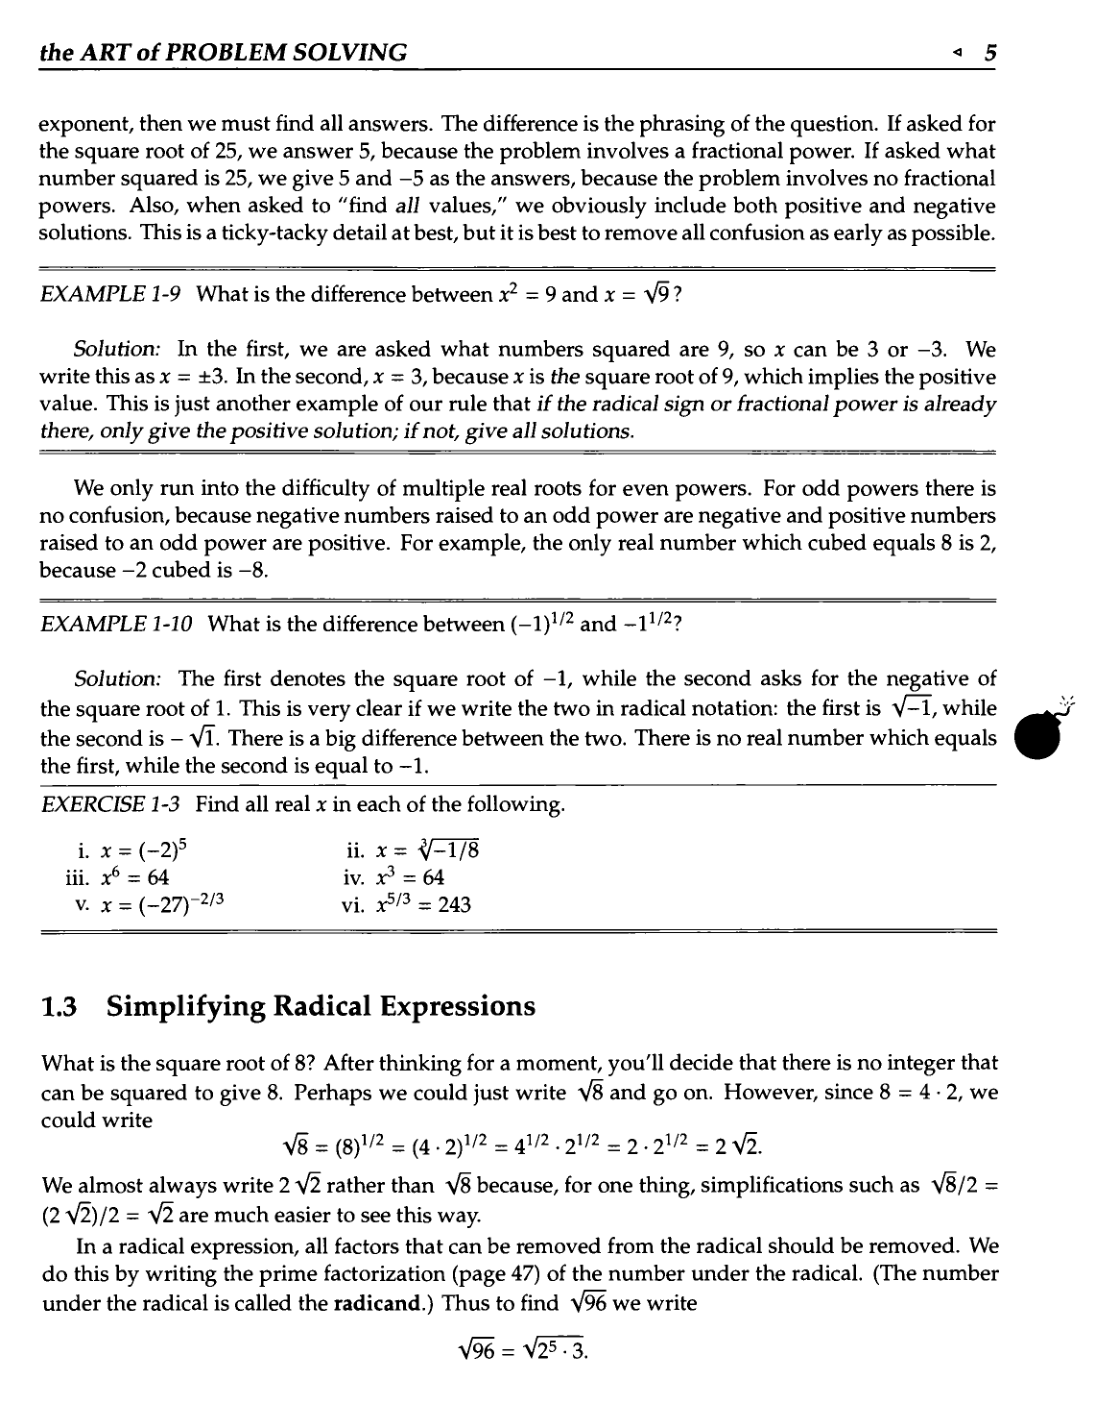 the ART of PROBLEM SOLVING ◃ 5
exponent, then we must find all answers. The difference is the phrasing of the question. If asked for
the square root of 25, we answer 5, because the problem involves a fractional power. If asked what
number squared is 25, we give 5 and −5 as the answers, because the problem involves no fractional
powers. Also, when asked to "find all values," we obviously include both positive and negative
solutions. This is a ticky-tacky detail at best, but it is best to remove all confusion as early as possible.
EXAMPLE 1-9 What is the difference between x² = 9 and x = √9?
Solution: In the first, we are asked what numbers squared are 9, so x can be 3 or −3. We
write this as x = ±3. In the second, x = 3, because x is the square root of 9, which implies the positive
value. This is just another example of our rule that if the radical sign or fractional power is already
there, only give the positive solution; if not, give all solutions.
We only run into the difficulty of multiple real roots for even powers. For odd powers there is
no confusion, because negative numbers raised to an odd power are negative and positive numbers
raised to an odd power are positive. For example, the only real number which cubed equals 8 is 2,
because −2 cubed is −8.
EXAMPLE 1-10 What is the difference between (−1)^{1/2} and −1^{1/2}?
Solution: The first denotes the square root of −1, while the second asks for the negative of
the square root of 1. This is very clear if we write the two in radical notation: the first is √−1, while
the second is − √1. There is a big difference between the two. There is no real number which equals
the first, while the second is equal to −1.
EXERCISE 1-3 Find all real x in each of the following.
i. x = (−2)⁵ ii. x = ∛−1/8
iii. x⁶ = 64 iv. x³ = 64
v. x = (−27)^{−2/3} vi. x^{5/3} = 243
1.3 Simplifying Radical Expressions
What is the square root of 8? After thinking for a moment, you'll decide that there is no integer that
can be squared to give 8. Perhaps we could just write √8 and go on. However, since 8 = 4 · 2, we
could write
√8 = (8)^{1/2} = (4 · 2)^{1/2} = 4^{1/2} · 2^{1/2} = 2 · 2^{1/2} = 2 √2.
We almost always write 2 √2 rather than √8 because, for one thing, simplifications such as √8/2 =
(2 √2)/2 = √2 are much easier to see this way.
In a radical expression, all factors that can be removed from the radical should be removed. We
do this by writing the prime factorization (page 47) of the number under the radical. (The number
under the radical is called the radicand.) Thus to find √96 we write
√96 = √2⁵ · 3.